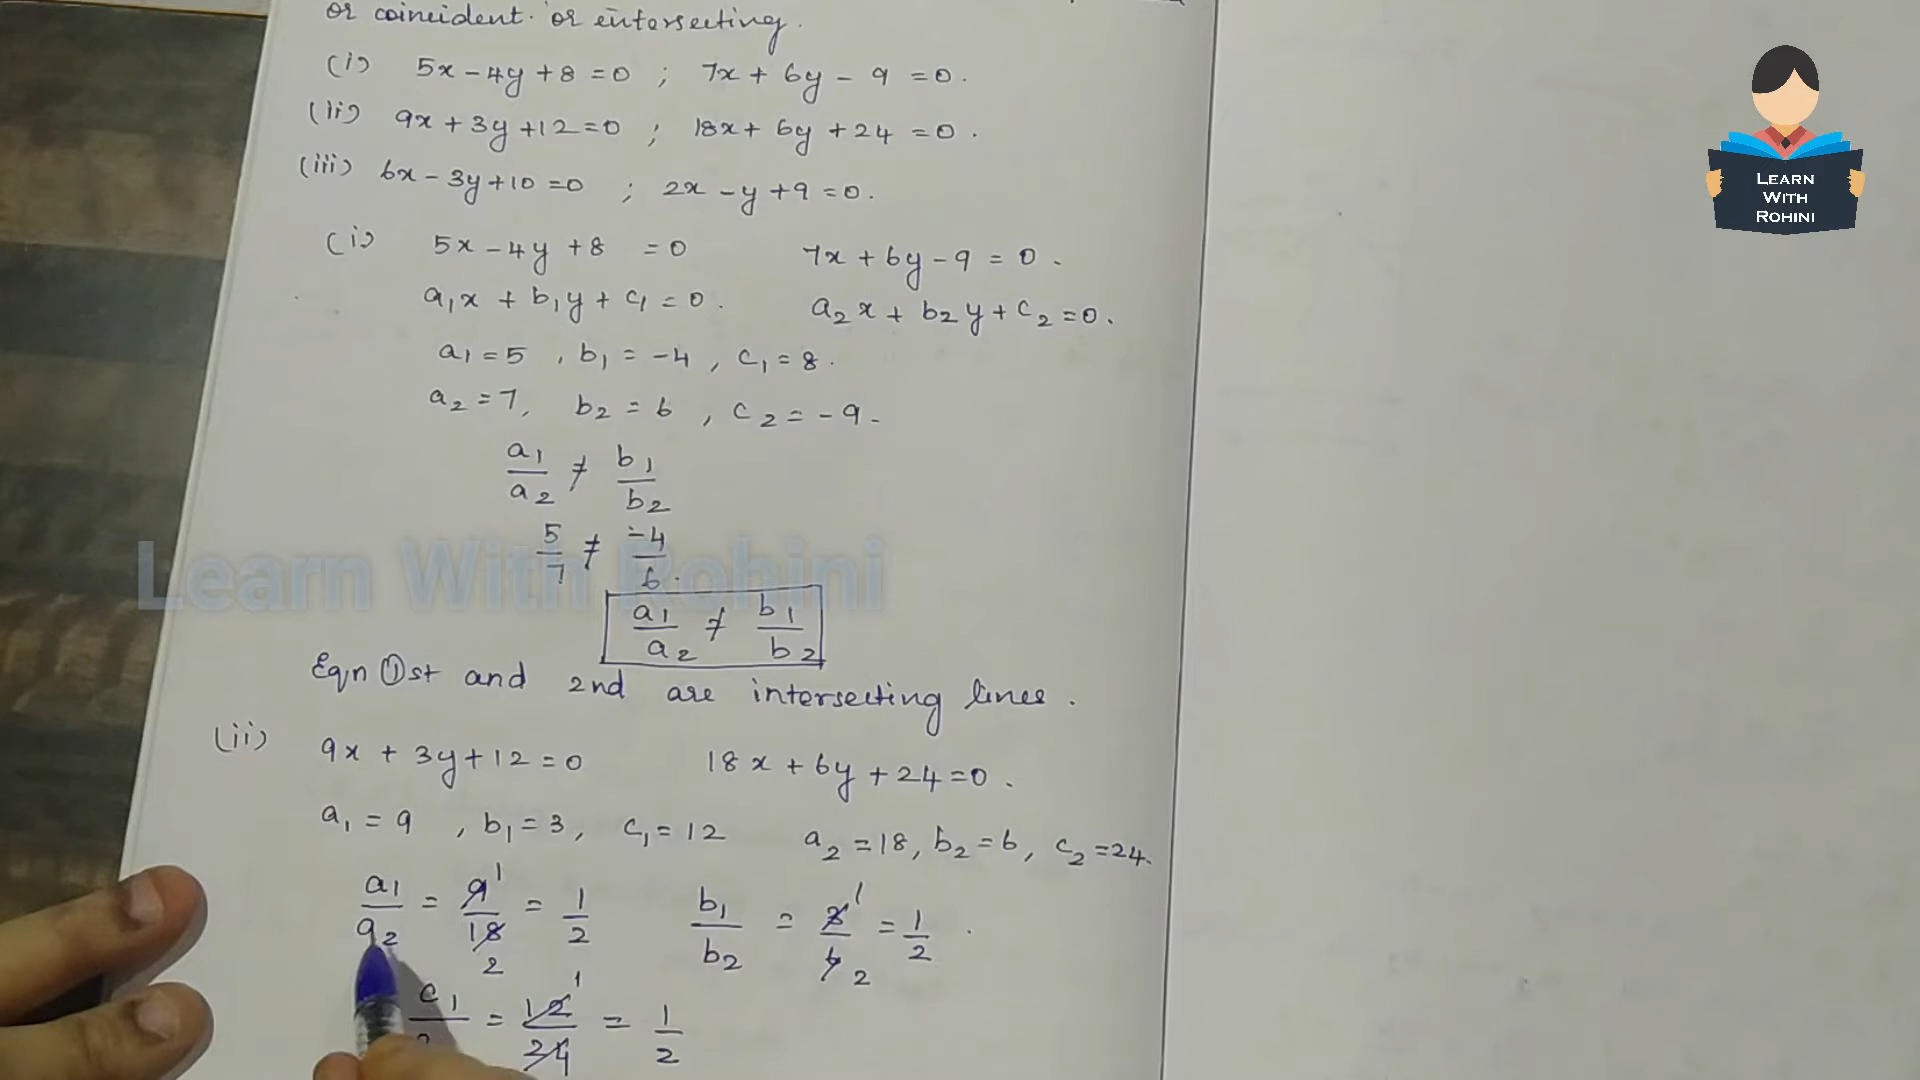 or coincident. or intersecting.
(i) 5x - 4y + 8 = 0 ; 7x + 6y - 9 = 0.
(ii) 9x + 3y + 12 = 0 ; 18x + 6y + 24 = 0.
(iii) 6x - 3y + 10 = 0 ; 2x - y + 9 = 0.
(i) 5x - 4y + 8 = 0 7x + 6y - 9 = 0.
a₁x + b₁y + c₁ = 0. a₂x + b₂y + c₂ = 0.
a₁ = 5, b₁ = -4, c₁ = 8.
a₂ = 7, b₂ = 6, c₂ = -9.
a₁/a₂ ≠ b₁/b₂
5/7 ≠ -4/6.
a₁/a₂ ≠ b₁/b₂
Eqn ①st and 2nd are intersecting lines.
(ii) 9x + 3y + 12 = 0 18x + 6y + 24 = 0.
a₁ = 9, b₁ = 3, c₁ = 12 a₂ = 18, b₂ = 6, c₂ = 24.
a₁/a₂ = 9/18 = 1/2 b₁/b₂ = 3/6 = 1/2.
c₁ = 12/24 = 1/2
Learn With Rohini
LEARN
WITH
ROHINI